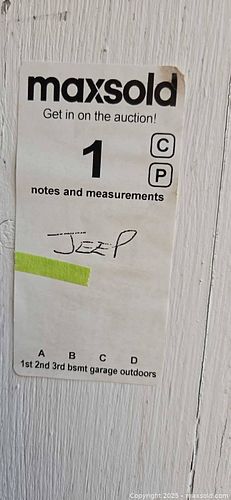 maxsold
Get in on the auction!
1
C
P
notes and measurements
JEEP
A B C D
1st 2nd 3rd bsmt garage outdoors
Copyright 2025 - maxsold.com